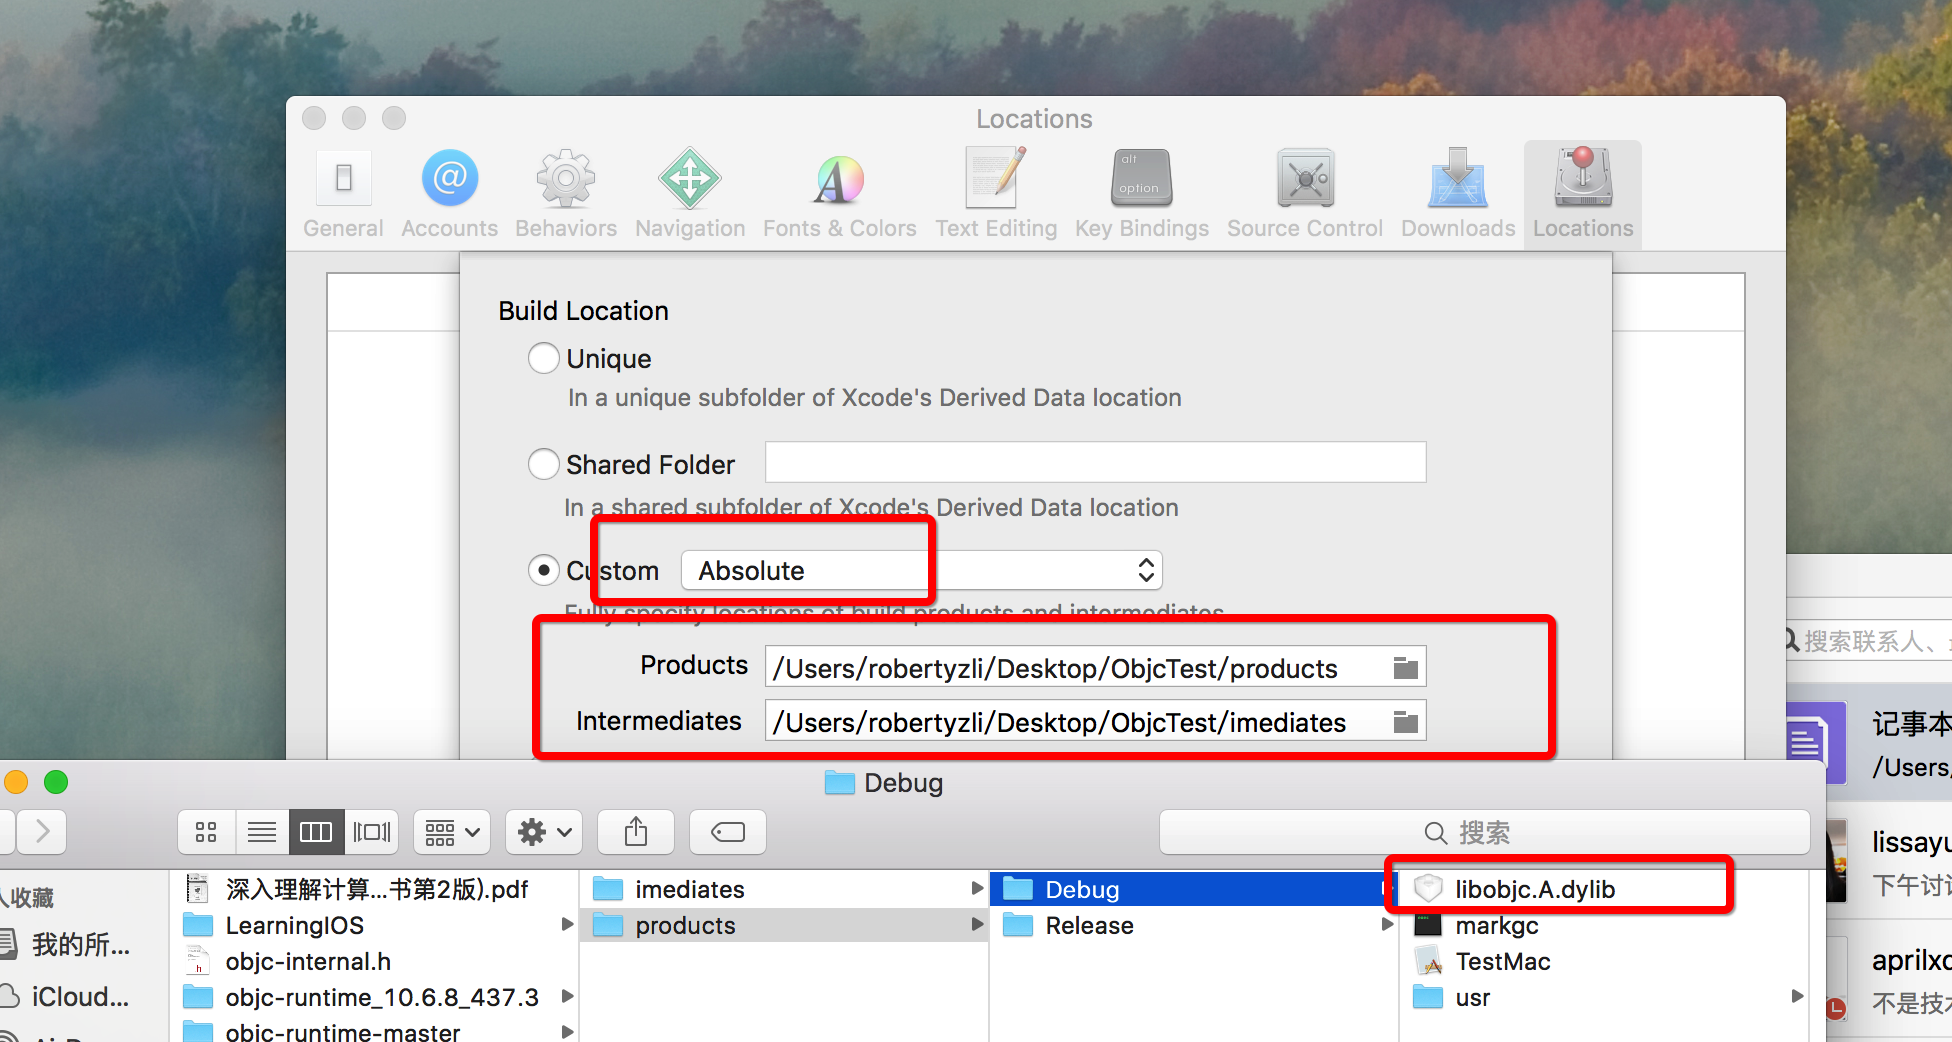 Locations
General Accounts Behaviors Navigation Fonts & Colors Text Editing Key Bindings Source Control Downloads Locations
alt
option
Build Location
Unique
In a unique subfolder of Xcode's Derived Data location
Shared Folder
In a shared subfolder of Xcode's Derived Data location
Custom Absolute
Fully specify locations of build products and intermediates
Products /Users/robertyzli/Desktop/ObjcTest/products
Intermediates /Users/robertyzli/Desktop/ObjcTest/imediates
搜索联系人、
记事本
/Users/
lissayu
下午讨
aprilxc
不是技
Debug
搜索
人收藏
我的所...
iCloud...
深入理解计算...书第2版).pdf
LearningIOS
objc-internal.h
objc-runtime_10.6.8_437.3
objc-runtime-master
imediates
products
Debug
Release
libobjc.A.dylib
markgc
TestMac
usr